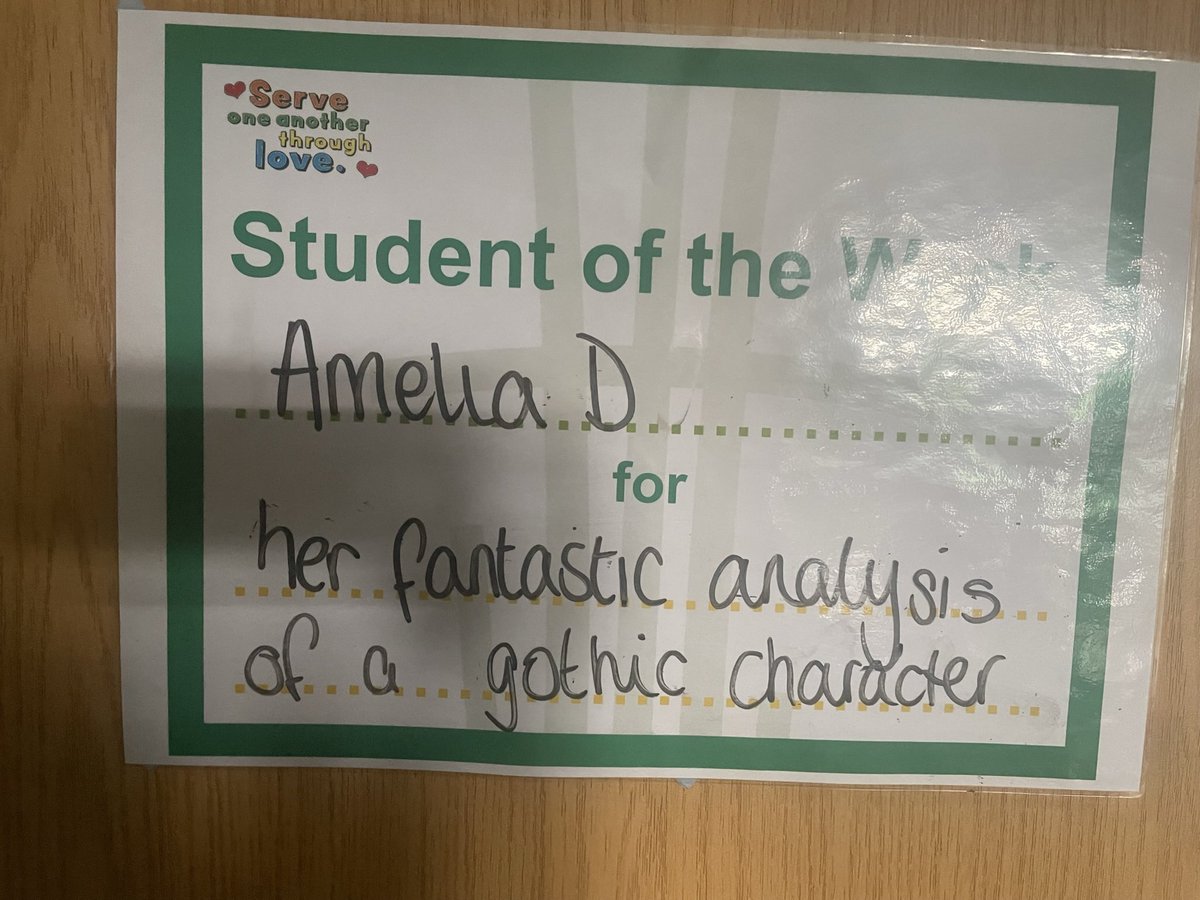 Serve
one another
through
love.
Student of the
Amelia D
for
her fantastic analysis
of a gothic character